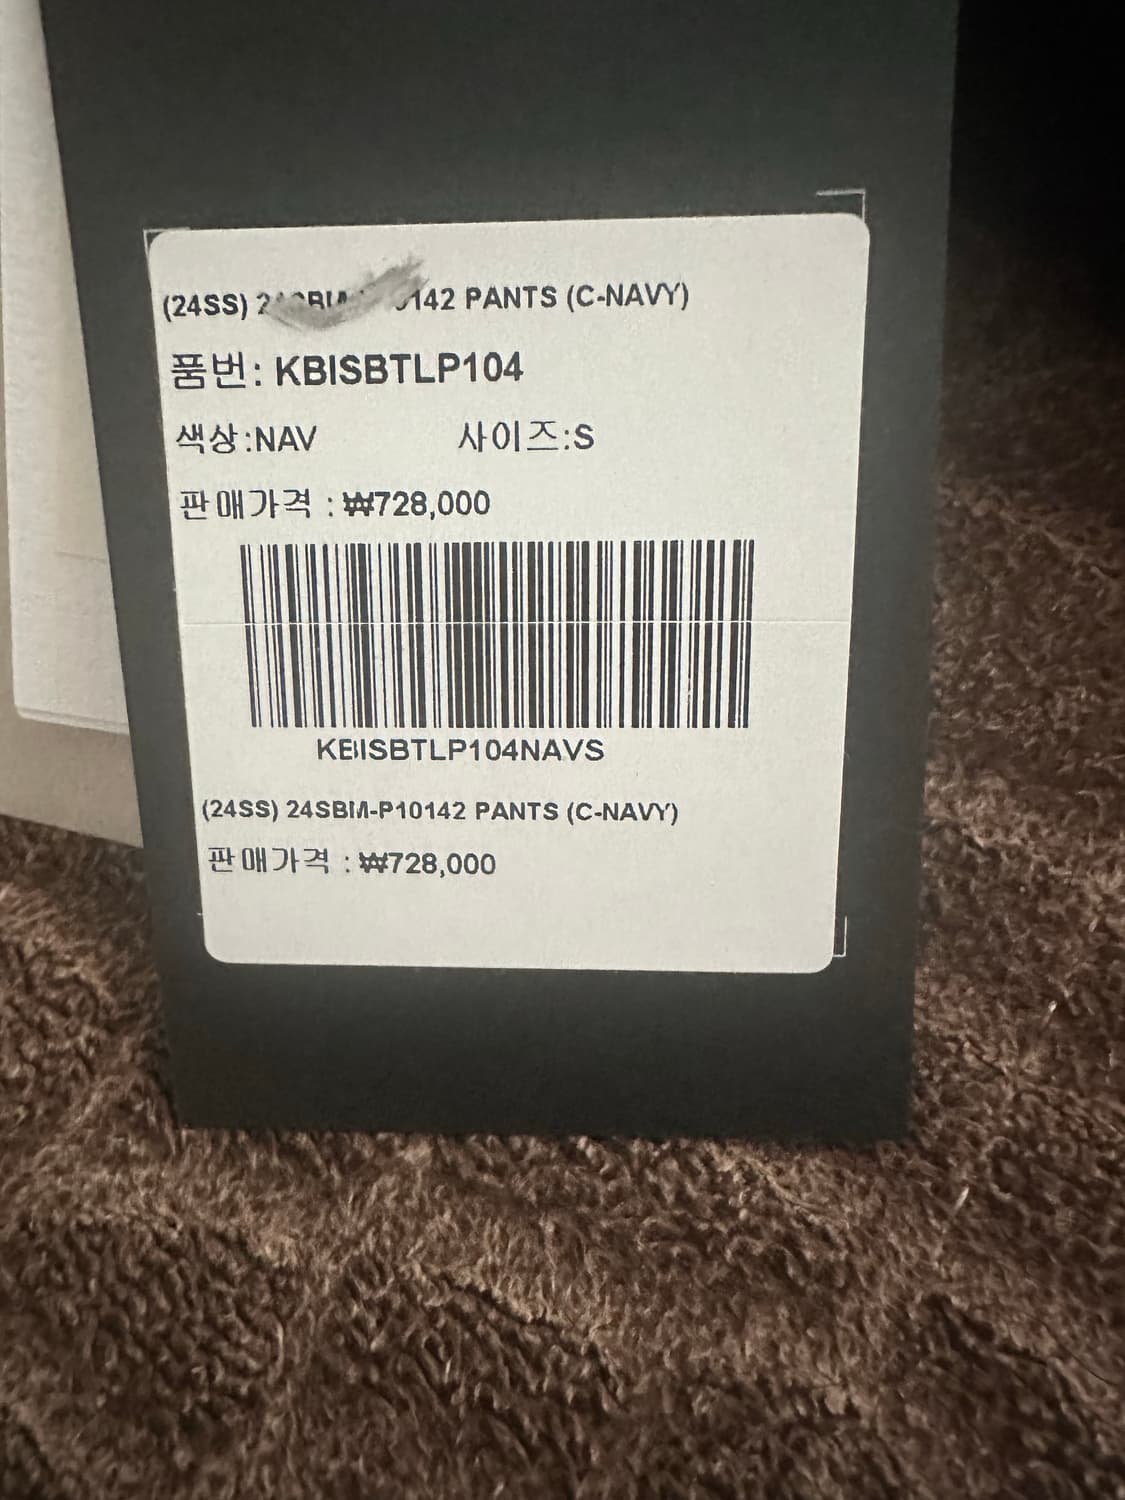 (24SS) 142 PANTS (C-NAVY)
품번: KBISBTLP104
색상:NAV 사이즈:S
판매가격 : ₩728,000
KBISBTLP104NAVS
(24SS) 24SBM-P10142 PANTS (C-NAVY)
판매가격 : ₩728,000